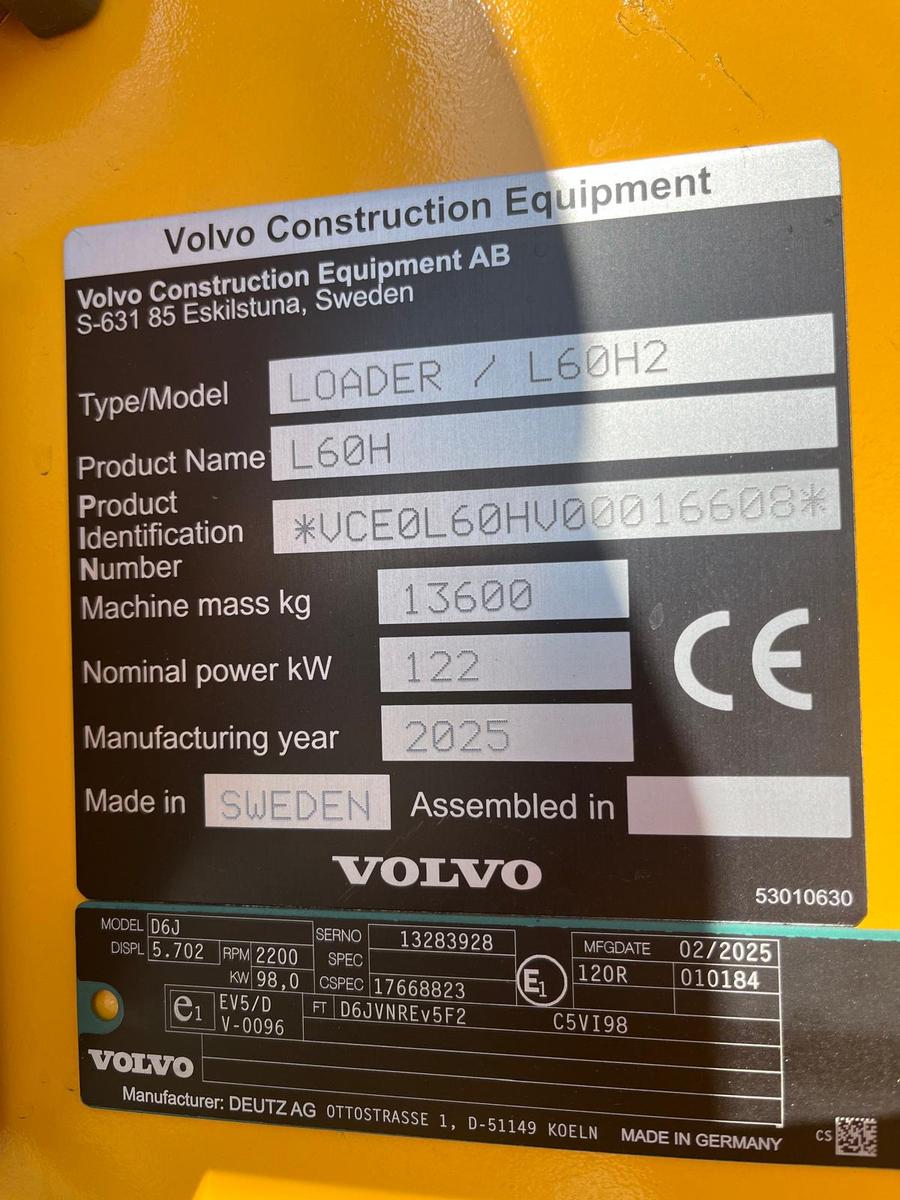 Volvo Construction Equipment
Volvo Construction Equipment AB
S-631 85 Eskilstuna, Sweden
Type/Model LOADER / L60H2
Product Name L60H
Product
Identification
Number *VCE0L60HV00016608*
Machine mass kg 13600
Nominal power kW 122
Manufacturing year 2025
CE
Made in SWEDEN Assembled in
VOLVO
53010630
MODEL D6J SERNO 13283928 MFGDATE 02/2025
DISPL 5.702 RPM 2200 SPEC E1 120R 010184
KW 98,0 CSPEC 17668823
e1 EV5/D
V-0096 FT D6JVNREv5F2 C5VI98
VOLVO
Manufacturer: DEUTZ AG OTTOSTRASSE 1, D-51149 KOELN MADE IN GERMANY CS